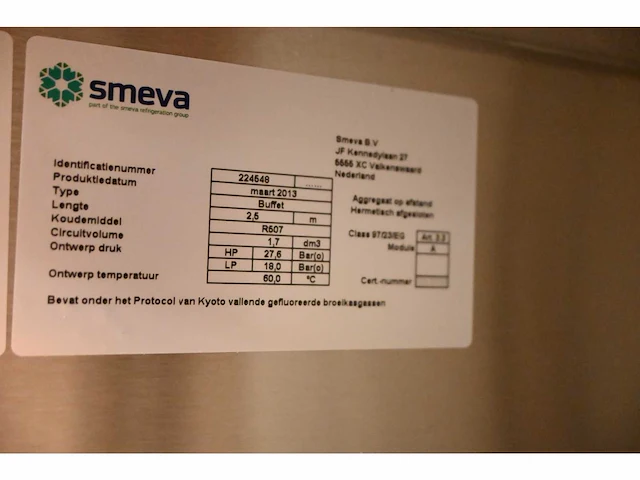 smeva
part of the smeva refrigeration group
Smeva B.V
JF Kennedylaan 27
5555 XC Valkenswaard
Nederland
Identificatienummer 224548 ......
Produktiedatum maart 2013
Type Buffet
Lengte 2,5 m
Koudemiddel R507
Circuitvolume 1,7 dm3
Ontwerp druk HP 27,6 Bar(o)
LP 18,0 Bar(o)
Ontwerp temperatuur 60,0 °C
Aggregaat op afstand
Hermetisch afgesloten
Class 97/23/EG Art. 3.3
Module A
Cert.-nummer
Bevat onder het Protocol van Kyoto vallende gefluoreerde broeikasgassen